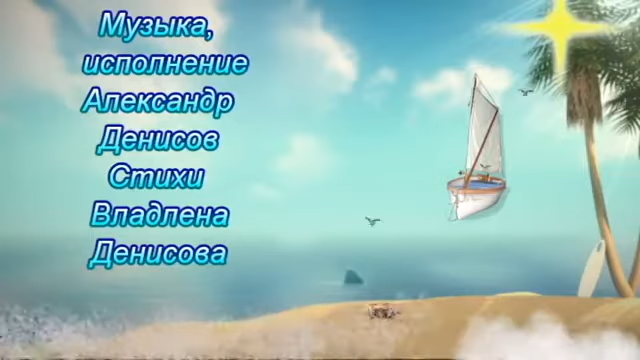 Музыка,
исполнение
Александр
Денисов
Стихи
Владлена
Денисова